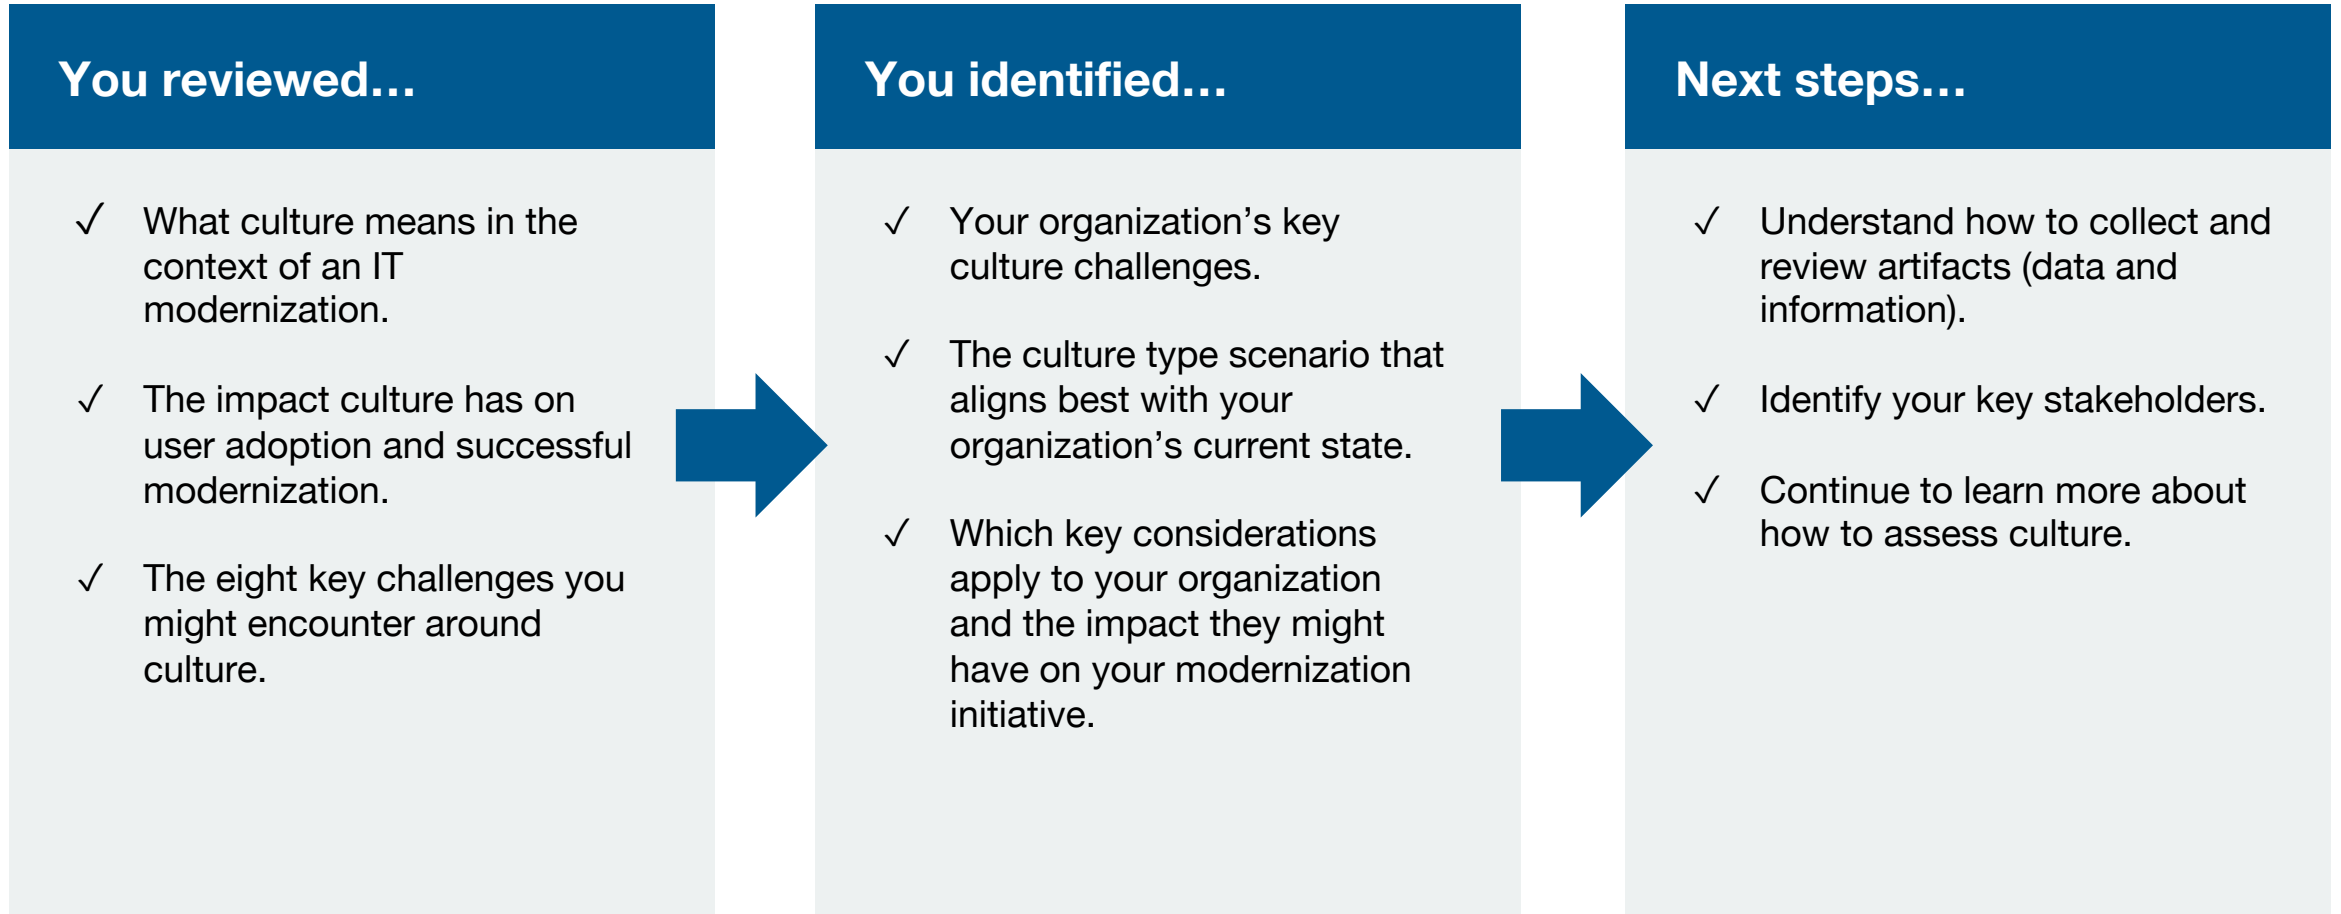 You reviewed…
✓ What culture means in the
context of an IT
modernization.
✓ The impact culture has on
user adoption and successful
modernization.
✓ The eight key challenges you
might encounter around
culture.
You identified…
✓ Your organization’s key
culture challenges.
✓ The culture type scenario that
aligns best with your
organization’s current state.
✓ Which key considerations
apply to your organization
and the impact they might
have on your modernization
initiative.
Next steps…
✓ Understand how to collect and
review artifacts (data and
information).
✓ Identify your key stakeholders.
✓ Continue to learn more about
how to assess culture.